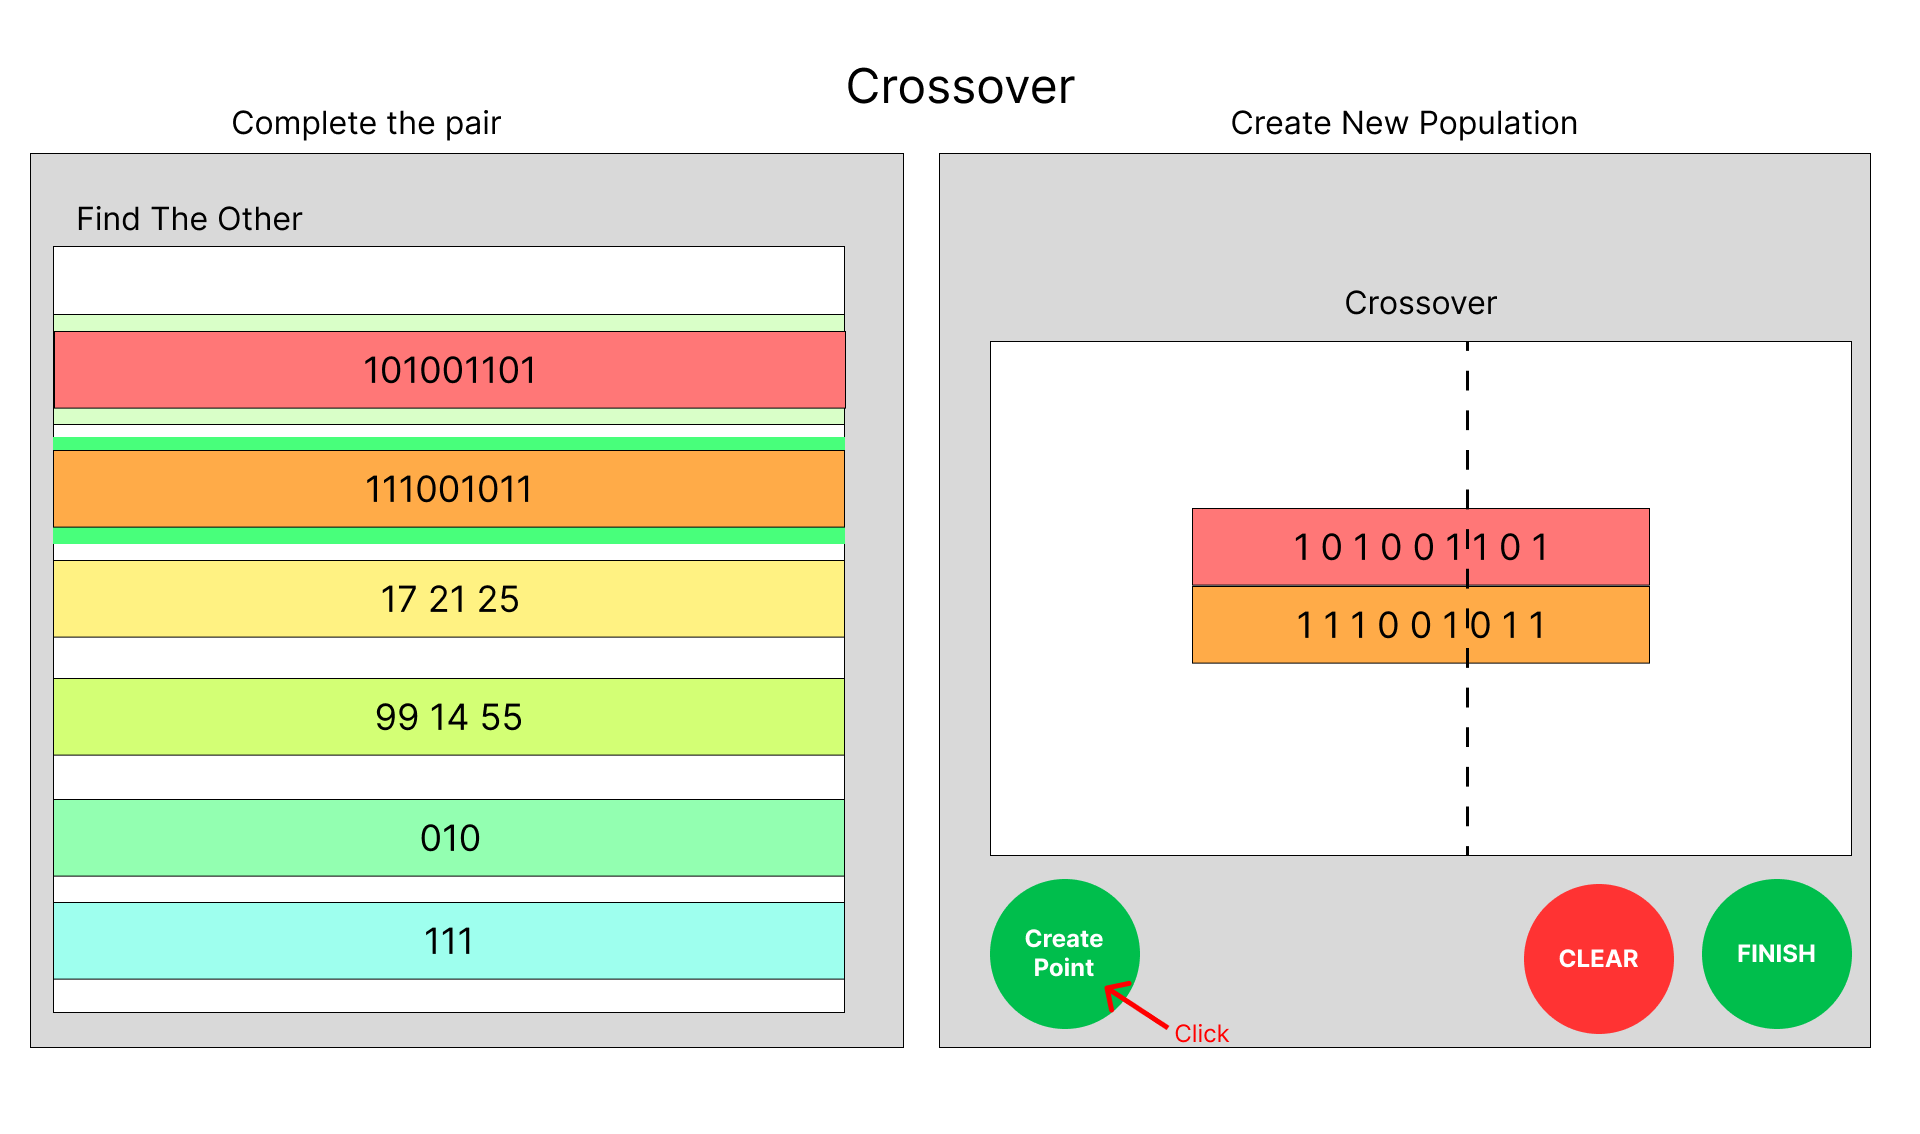 Crossover
Complete the pair
Create New Population
Find The Other
101001101
111001011
17 21 25
99 14 55
010
111
Crossover
1 0 1 0 0 1 1 0 1
1 1 1 0 0 1 0 1 1
Create
Point
CLEAR
FINISH
Click